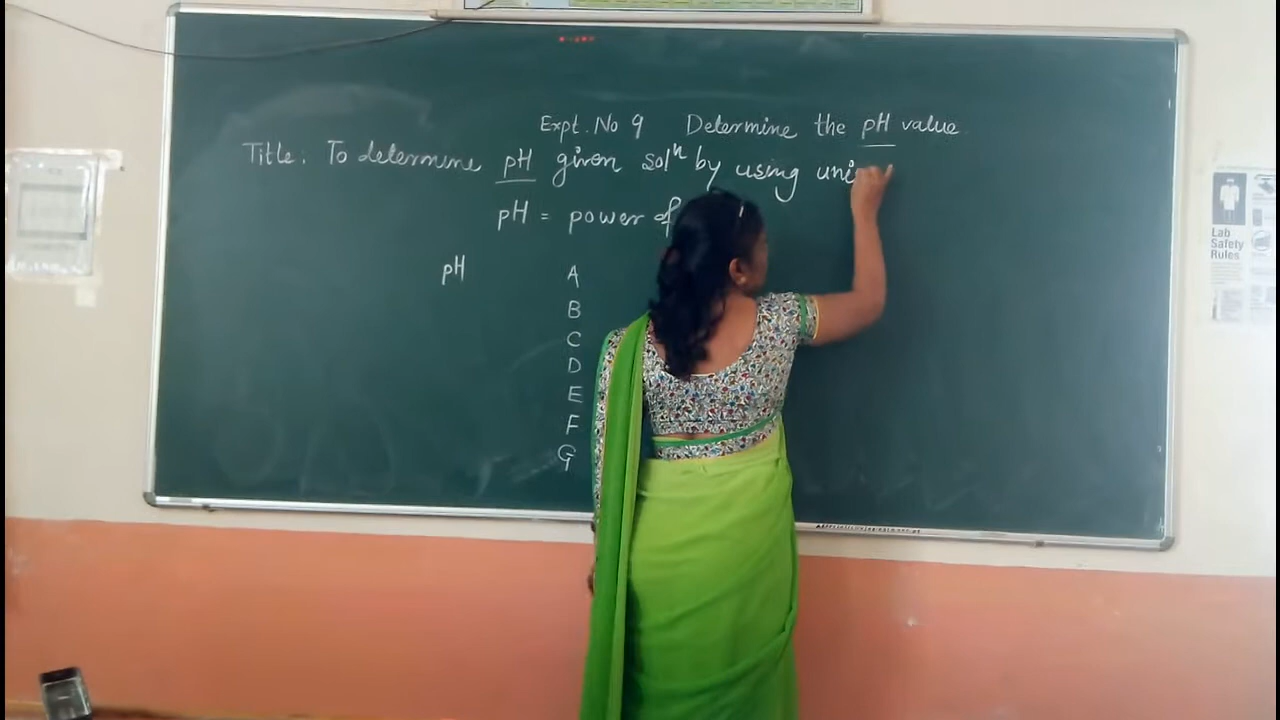 Expt. No 9 Determine the pH value
Title: To determine pH given solⁿ by using uni
pH = power of
pH
A
B
C
D
E
F
G
Lab
Safety
Rules